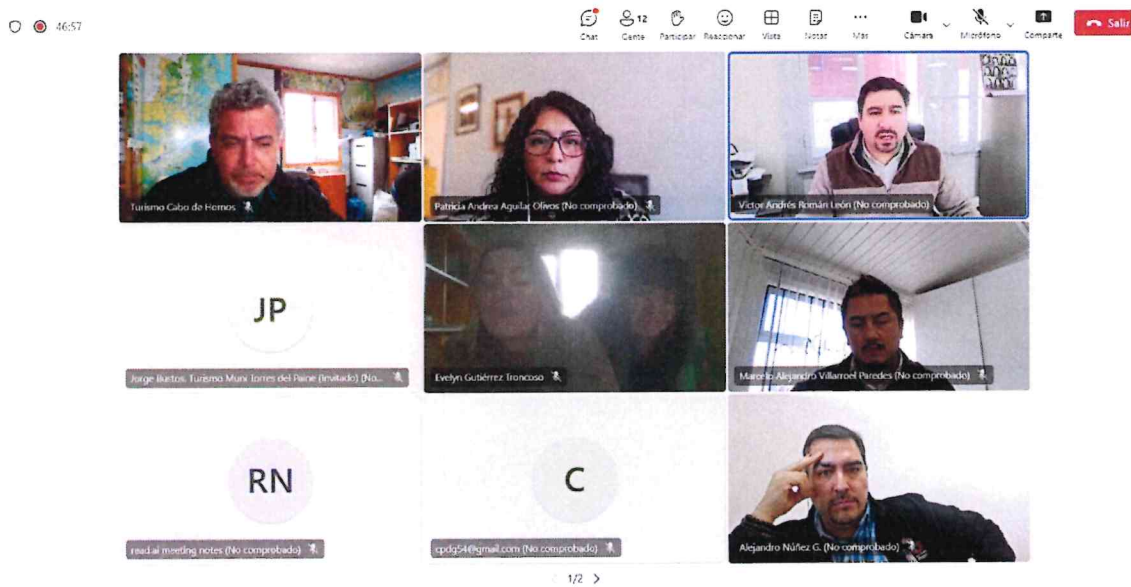 46:57
12
Chat Gente Participar Reaccionar Vista Notas Más Cámara Micrófono Compartir Salir
Turismo Cabo de Hornos
Patricia Andrea Aguilar Olivos (No comprobado)
Víctor Andrés Román León (No comprobado)
JP
Jorge Bustos. Turismo Muni Torres del Paine (Invitado) (No...
Evelyn Gutiérrez Troncoso
Marcelo Alejandro Villarroel Paredes (No comprobado)
RN
read.ai meeting notes (No comprobado)
C
cpdg54@gmail.com (No comprobado)
Alejandro Núñez G. (No comprobado)
1/2